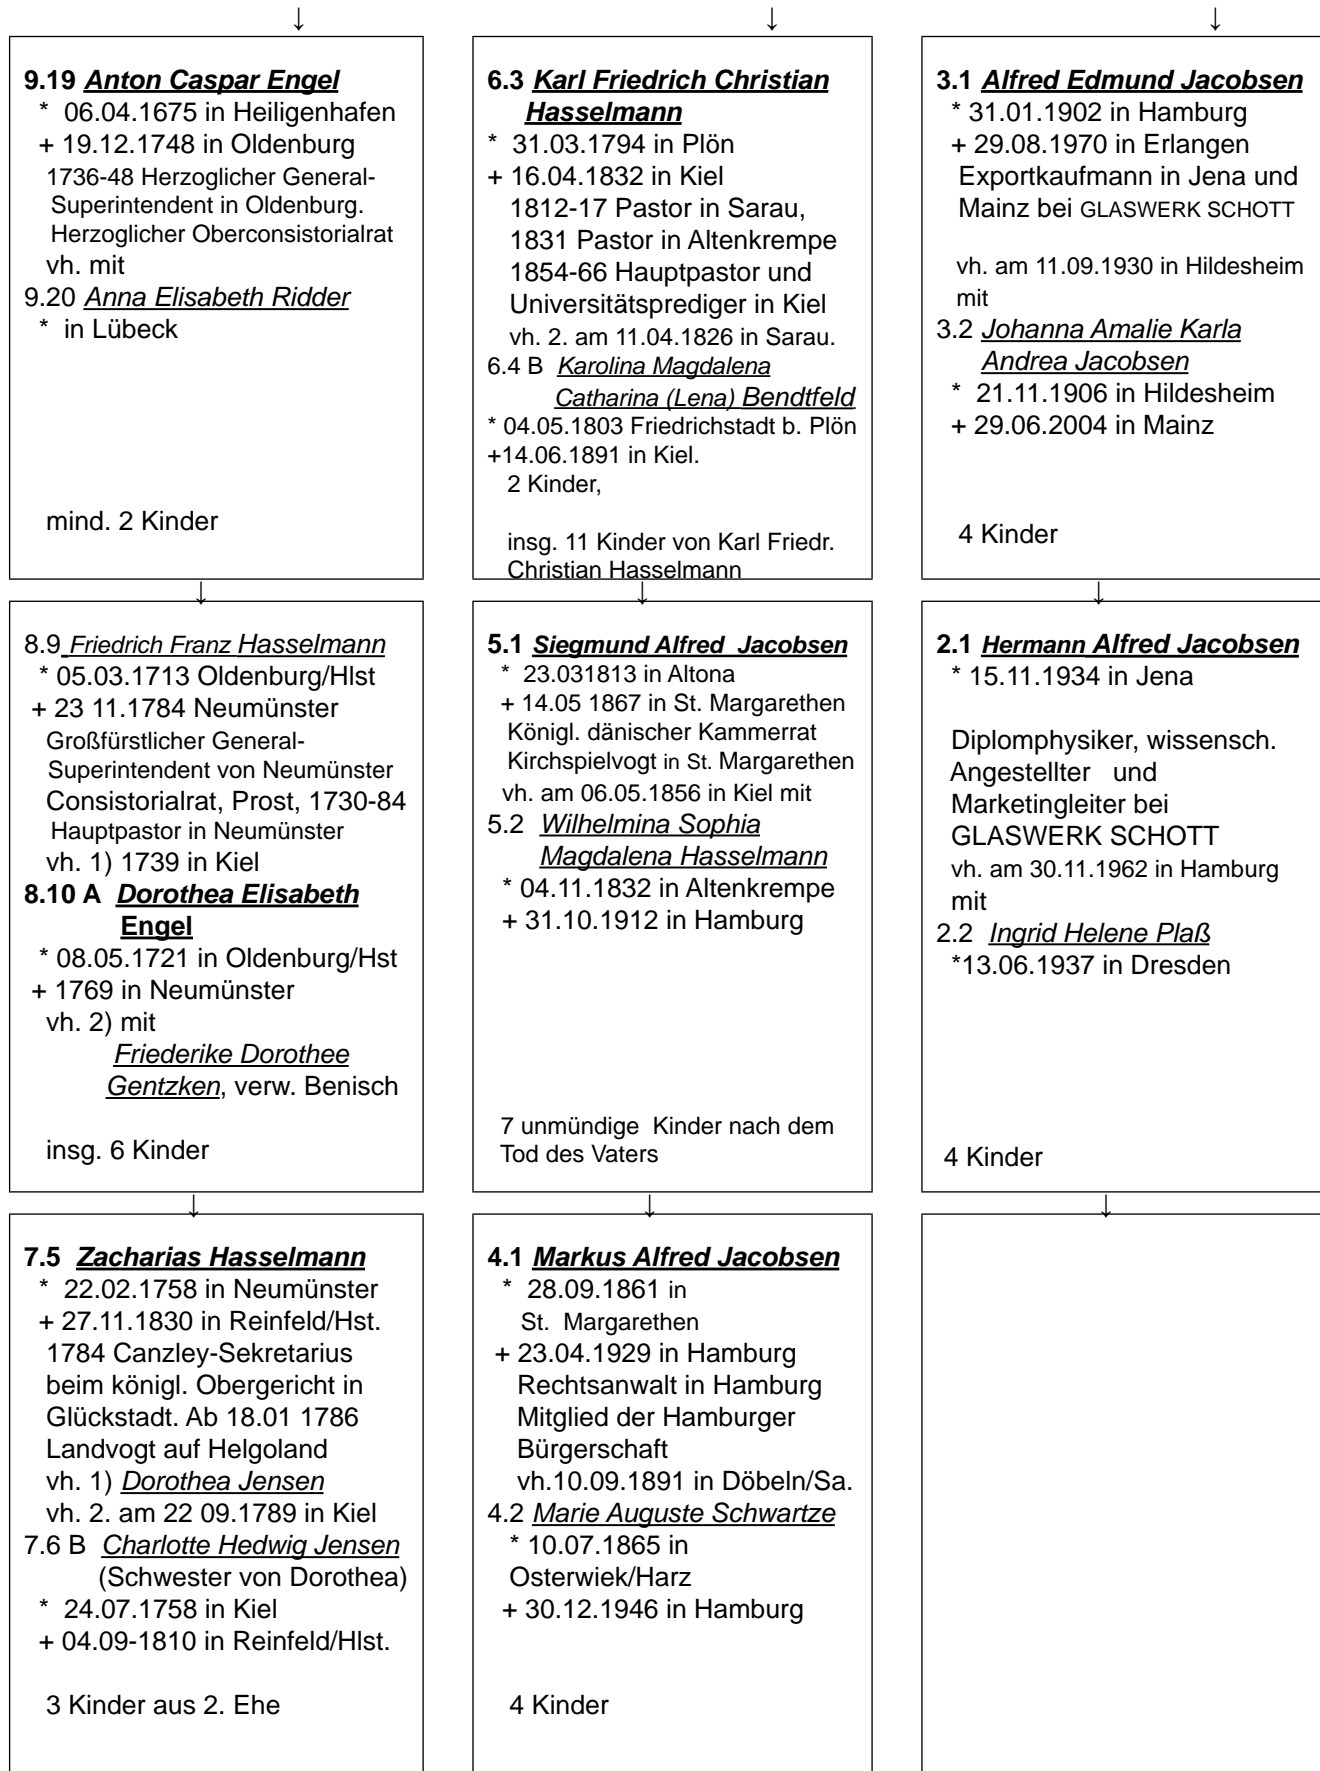 ↓
9.19 Anton Caspar Engel
* 06.04.1675 in Heiligenhafen
+ 19.12.1748 in Oldenburg
1736-48 Herzoglicher General-
Superintendent in Oldenburg.
Herzoglicher Oberconsistorialrat
vh. mit
9.20 Anna Elisabeth Ridder
* in Lübeck
mind. 2 Kinder
↓
8.9 Friedrich Franz Hasselmann
* 05.03.1713 Oldenburg/Hlst
+ 23 11.1784 Neumünster
Großfürstlicher General-
Superintendent von Neumünster
Consistorialrat, Prost, 1730-84
Hauptpastor in Neumünster
vh. 1) 1739 in Kiel
8.10 A Dorothea Elisabeth
Engel
* 08.05.1721 in Oldenburg/Hst
+ 1769 in Neumünster
vh. 2) mit
Friederike Dorothee
Gentzken, verw. Benisch
insg. 6 Kinder
↓
7.5 Zacharias Hasselmann
* 22.02.1758 in Neumünster
+ 27.11.1830 in Reinfeld/Hst.
1784 Canzley-Sekretarius
beim königl. Obergericht in
Glückstadt. Ab 18.01 1786
Landvogt auf Helgoland
vh. 1) Dorothea Jensen
vh. 2. am 22 09.1789 in Kiel
7.6 B Charlotte Hedwig Jensen
(Schwester von Dorothea)
* 24.07.1758 in Kiel
+ 04.09-1810 in Reinfeld/Hlst.
3 Kinder aus 2. Ehe
↓
6.3 Karl Friedrich Christian
Hasselmann
* 31.03.1794 in Plön
+ 16.04.1832 in Kiel
1812-17 Pastor in Sarau,
1831 Pastor in Altenkrempe
1854-66 Hauptpastor und
Universitätsprediger in Kiel
vh. 2. am 11.04.1826 in Sarau.
6.4 B Karolina Magdalena
Catharina (Lena) Bendtfeld
* 04.05.1803 Friedrichstadt b. Plön
+14.06.1891 in Kiel.
2 Kinder,
insg. 11 Kinder von Karl Friedr.
Christian Hasselmann
↓
5.1 Siegmund Alfred Jacobsen
* 23.031813 in Altona
+ 14.05 1867 in St. Margarethen
Königl. dänischer Kammerrat
Kirchspielvogt in St. Margarethen
vh. am 06.05.1856 in Kiel mit
5.2 Wilhelmina Sophia
Magdalena Hasselmann
* 04.11.1832 in Altenkrempe
+ 31.10.1912 in Hamburg
7 unmündige Kinder nach dem
Tod des Vaters
↓
4.1 Markus Alfred Jacobsen
* 28.09.1861 in
St. Margarethen
+ 23.04.1929 in Hamburg
Rechtsanwalt in Hamburg
Mitglied der Hamburger
Bürgerschaft
vh.10.09.1891 in Döbeln/Sa.
4.2 Marie Auguste Schwartze
* 10.07.1865 in
Osterwiek/Harz
+ 30.12.1946 in Hamburg
4 Kinder
↓
3.1 Alfred Edmund Jacobsen
* 31.01.1902 in Hamburg
+ 29.08.1970 in Erlangen
Exportkaufmann in Jena und
Mainz bei GLASWERK SCHOTT
vh. am 11.09.1930 in Hildesheim
mit
3.2 Johanna Amalie Karla
Andrea Jacobsen
* 21.11.1906 in Hildesheim
+ 29.06.2004 in Mainz
4 Kinder
↓
2.1 Hermann Alfred Jacobsen
* 15.11.1934 in Jena
Diplomphysiker, wissensch.
Angestellter und
Marketingleiter bei
GLASWERK SCHOTT
vh. am 30.11.1962 in Hamburg
mit
2.2 Ingrid Helene Plaß
*13.06.1937 in Dresden
4 Kinder
↓